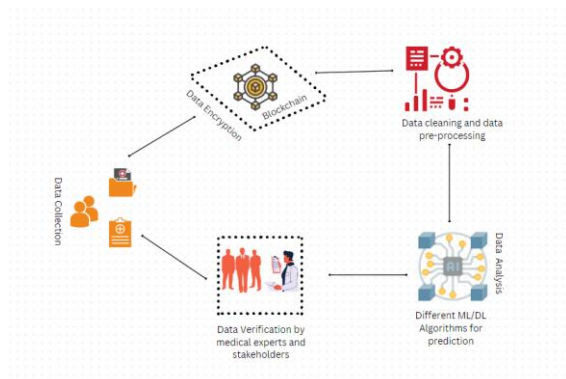 Data Encryption
Blockchain
Data cleaning and data
pre-processing
Data Collection
Data Analysis
AI
Different ML/DL
Algorithms for
prediction
Data Verification by
medical experts and
stakeholders